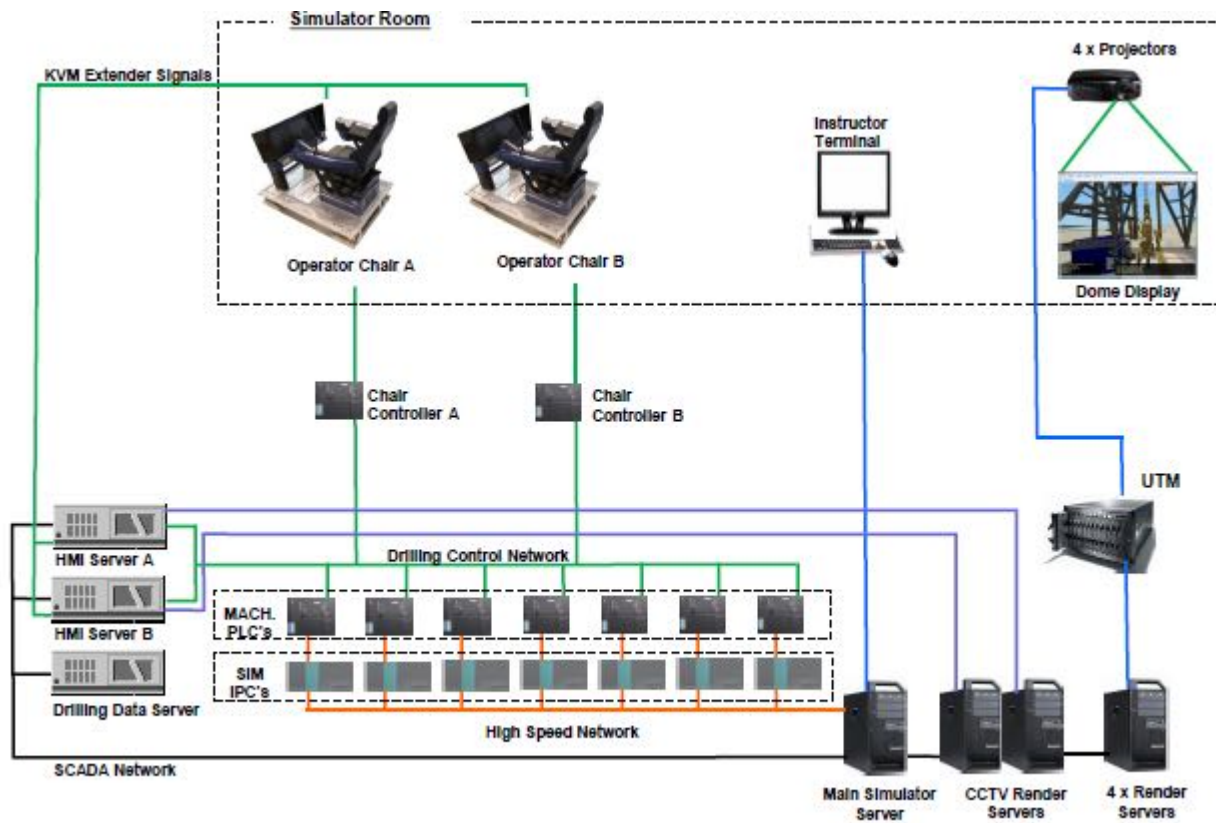 Simulator Room
4 x Projectors
KVM Extender Signals
Instructor
Terminal
Operator Chair A
Operator Chair B
Dome Display
Chair
Controller A
Chair
Controller B
UTM
HMI Server A
Drilling Control Network
MACH.
PLC's
HMI Server B
SIM
IPC's
Drilling Data Server
High Speed Network
SCADA Network
Main Simulator
Server
CCTV Render
Servers
4 x Render
Servers